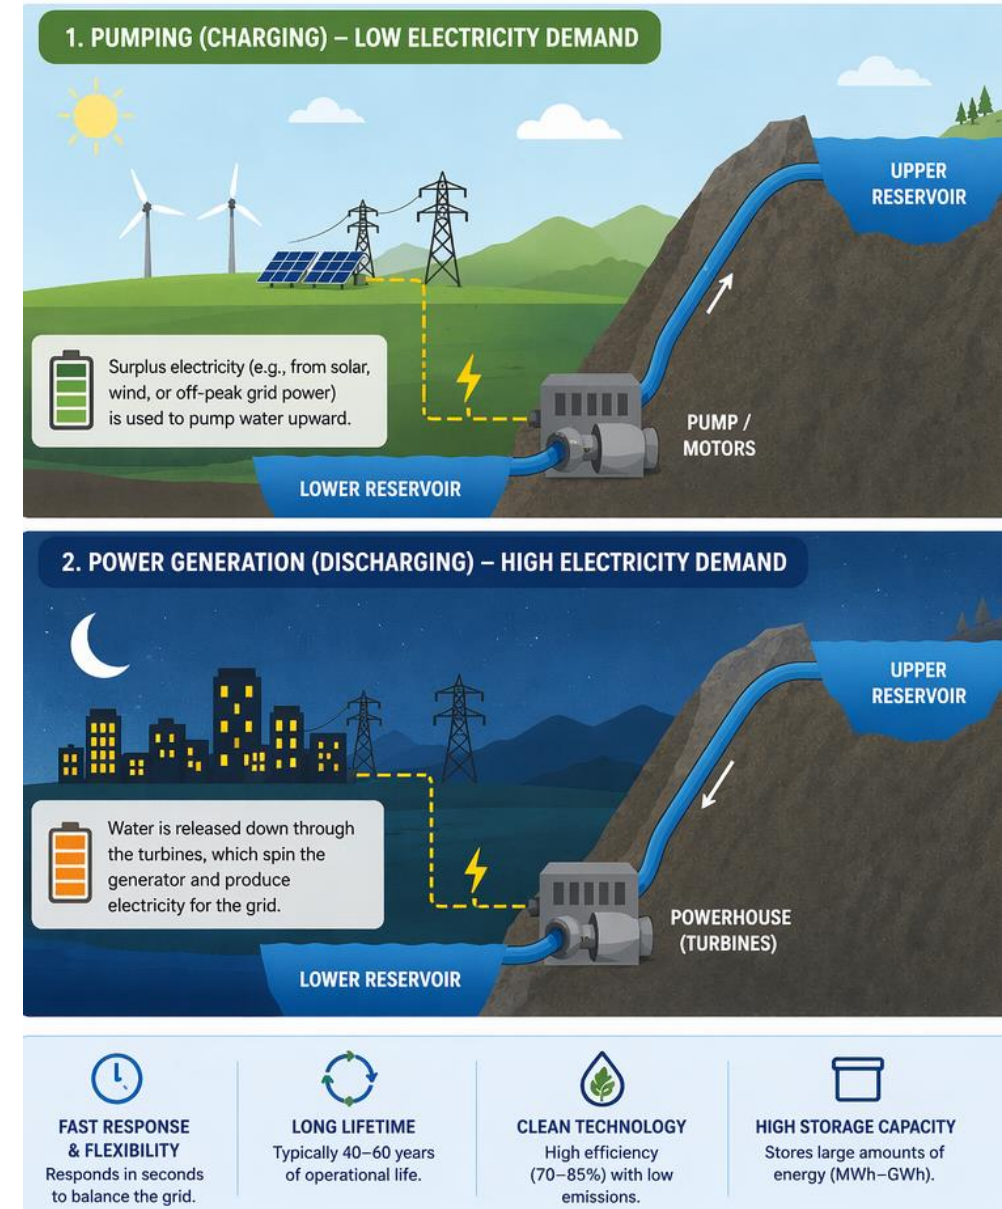 1. PUMPING (CHARGING) – LOW ELECTRICITY DEMAND
UPPER
RESERVOIR
Surplus electricity (e.g., from solar,
wind, or off-peak grid power)
is used to pump water upward.
PUMP /
MOTORS
LOWER RESERVOIR
2. POWER GENERATION (DISCHARGING) – HIGH ELECTRICITY DEMAND
UPPER
RESERVOIR
Water is released down through
the turbines, which spin the
generator and produce
electricity for the grid.
POWERHOUSE
(TURBINES)
LOWER RESERVOIR
FAST RESPONSE
& FLEXIBILITY
Responds in seconds
to balance the grid.
LONG LIFETIME
Typically 40–60 years
of operational life.
CLEAN TECHNOLOGY
High efficiency
(70–85%) with low
emissions.
HIGH STORAGE CAPACITY
Stores large amounts of
energy (MWh–GWh).